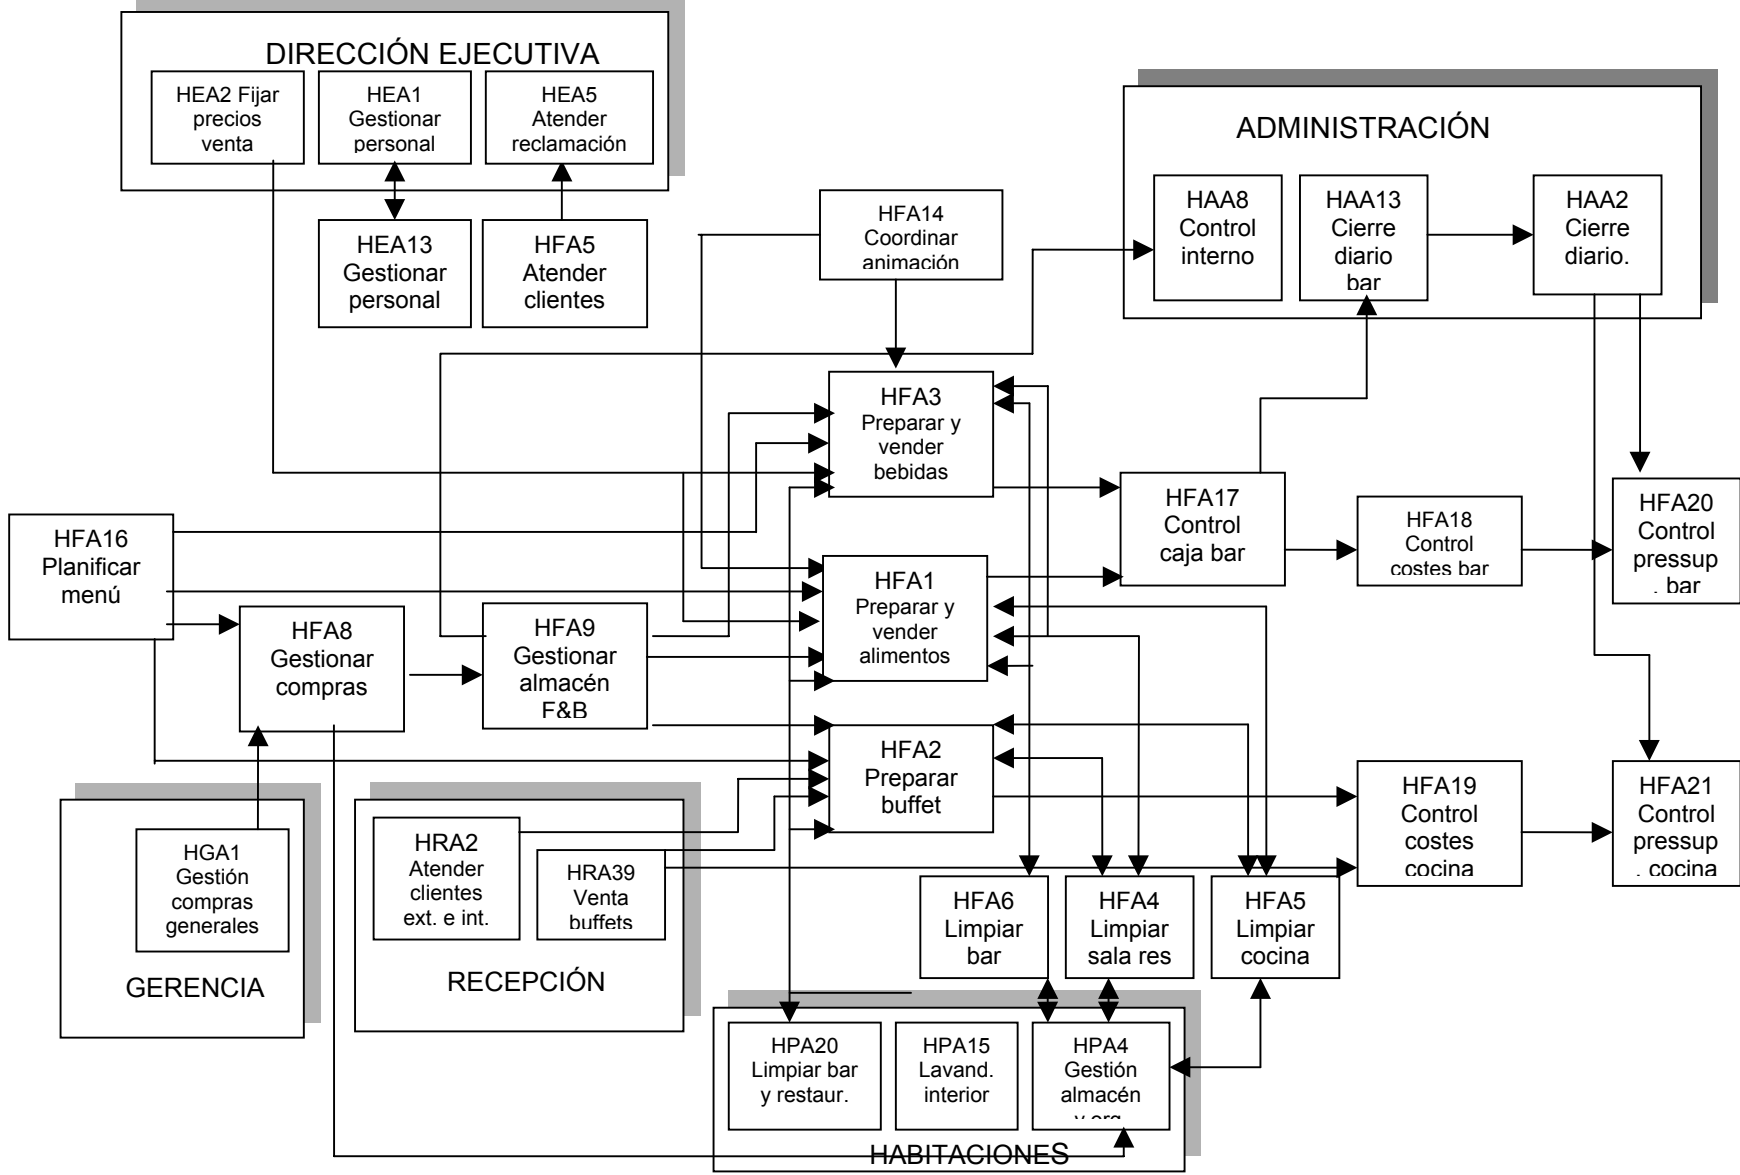 DIRECCIÓN EJECUTIVA
HEA2 Fijar
precios
venta
HEA1
Gestionar
personal
HEA5
Atender
reclamación
HEA13
Gestionar
personal
HFA5
Atender
clientes
HFA14
Coordinar
animación
ADMINISTRACIÓN
HAA8
Control
interno
HAA13
Cierre
diario
bar
HAA2
Cierre
diario.
HFA3
Preparar y
vender
bebidas
HFA16
Planificar
menú
HFA17
Control
caja bar
HFA18
Control
costes bar
HFA20
Control
pressup
. bar
HFA1
Preparar y
vender
alimentos
HFA8
Gestionar
compras
HFA9
Gestionar
almacén
F&B
HFA2
Preparar
buffet
HFA19
Control
costes
cocina
HFA21
Control
pressup
. cocina
HGA1
Gestión
compras
generales
GERENCIA
HRA2
Atender
clientes
ext. e int.
HRA39
Venta
buffets
RECEPCIÓN
HFA6
Limpiar
bar
HFA4
Limpiar
sala res
HFA5
Limpiar
cocina
HPA20
Limpiar bar
y restaur.
HPA15
Lavand.
interior
HPA4
Gestión
almacén
y org
HABITACIONES